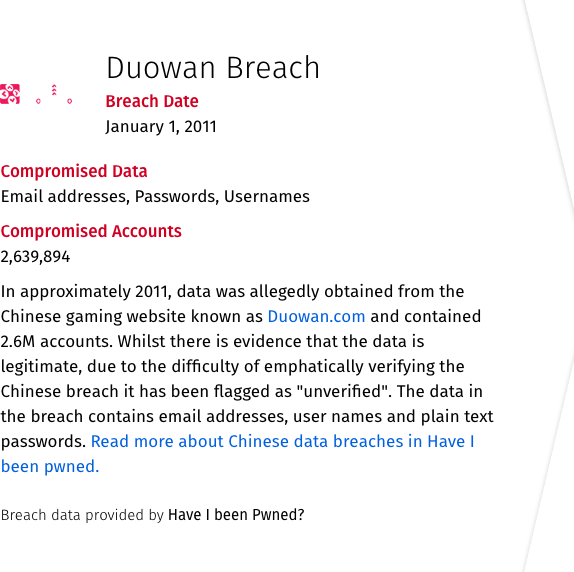 Duowan Breach
Breach Date
January 1, 2011
Compromised Data
Email addresses, Passwords, Usernames
Compromised Accounts
2,639,894
In approximately 2011, data was allegedly obtained from the
Chinese gaming website known as Duowan.com and contained
2.6M accounts. Whilst there is evidence that the data is
legitimate, due to the difficulty of emphatically verifying the
Chinese breach it has been flagged as "unverified". The data in
the breach contains email addresses, user names and plain text
passwords. Read more about Chinese data breaches in Have I
been pwned.
Breach data provided by Have I been Pwned?